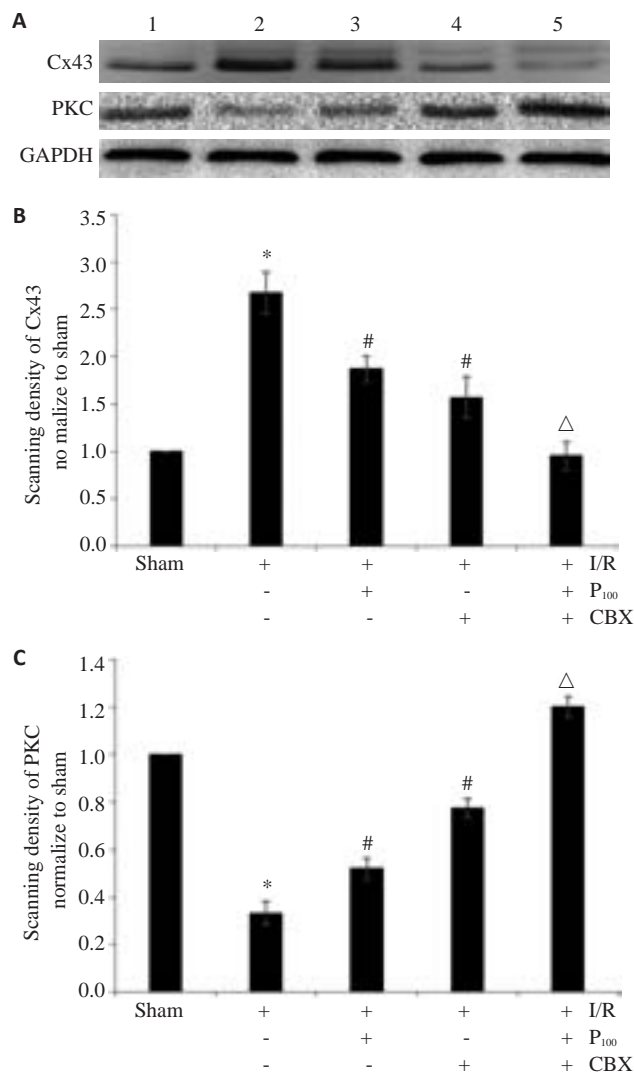 A 1 2 3 4 5
Cx43
PKC
GAPDH
B
Scanning density of Cx43
no malize to sham
3.5
3.0
2.5
2.0
1.5
1.0
0.5
0.0
*
#
#
△
Sham + + + + I/R
- + - + P₁₀₀
- - + + CBX
C
Scanning density of PKC
normalize to sham
1.4
1.2
1.0
0.8
0.6
0.4
0.2
0.0
*
#
#
△
Sham + + + + I/R
- + - + P₁₀₀
- - + + CBX